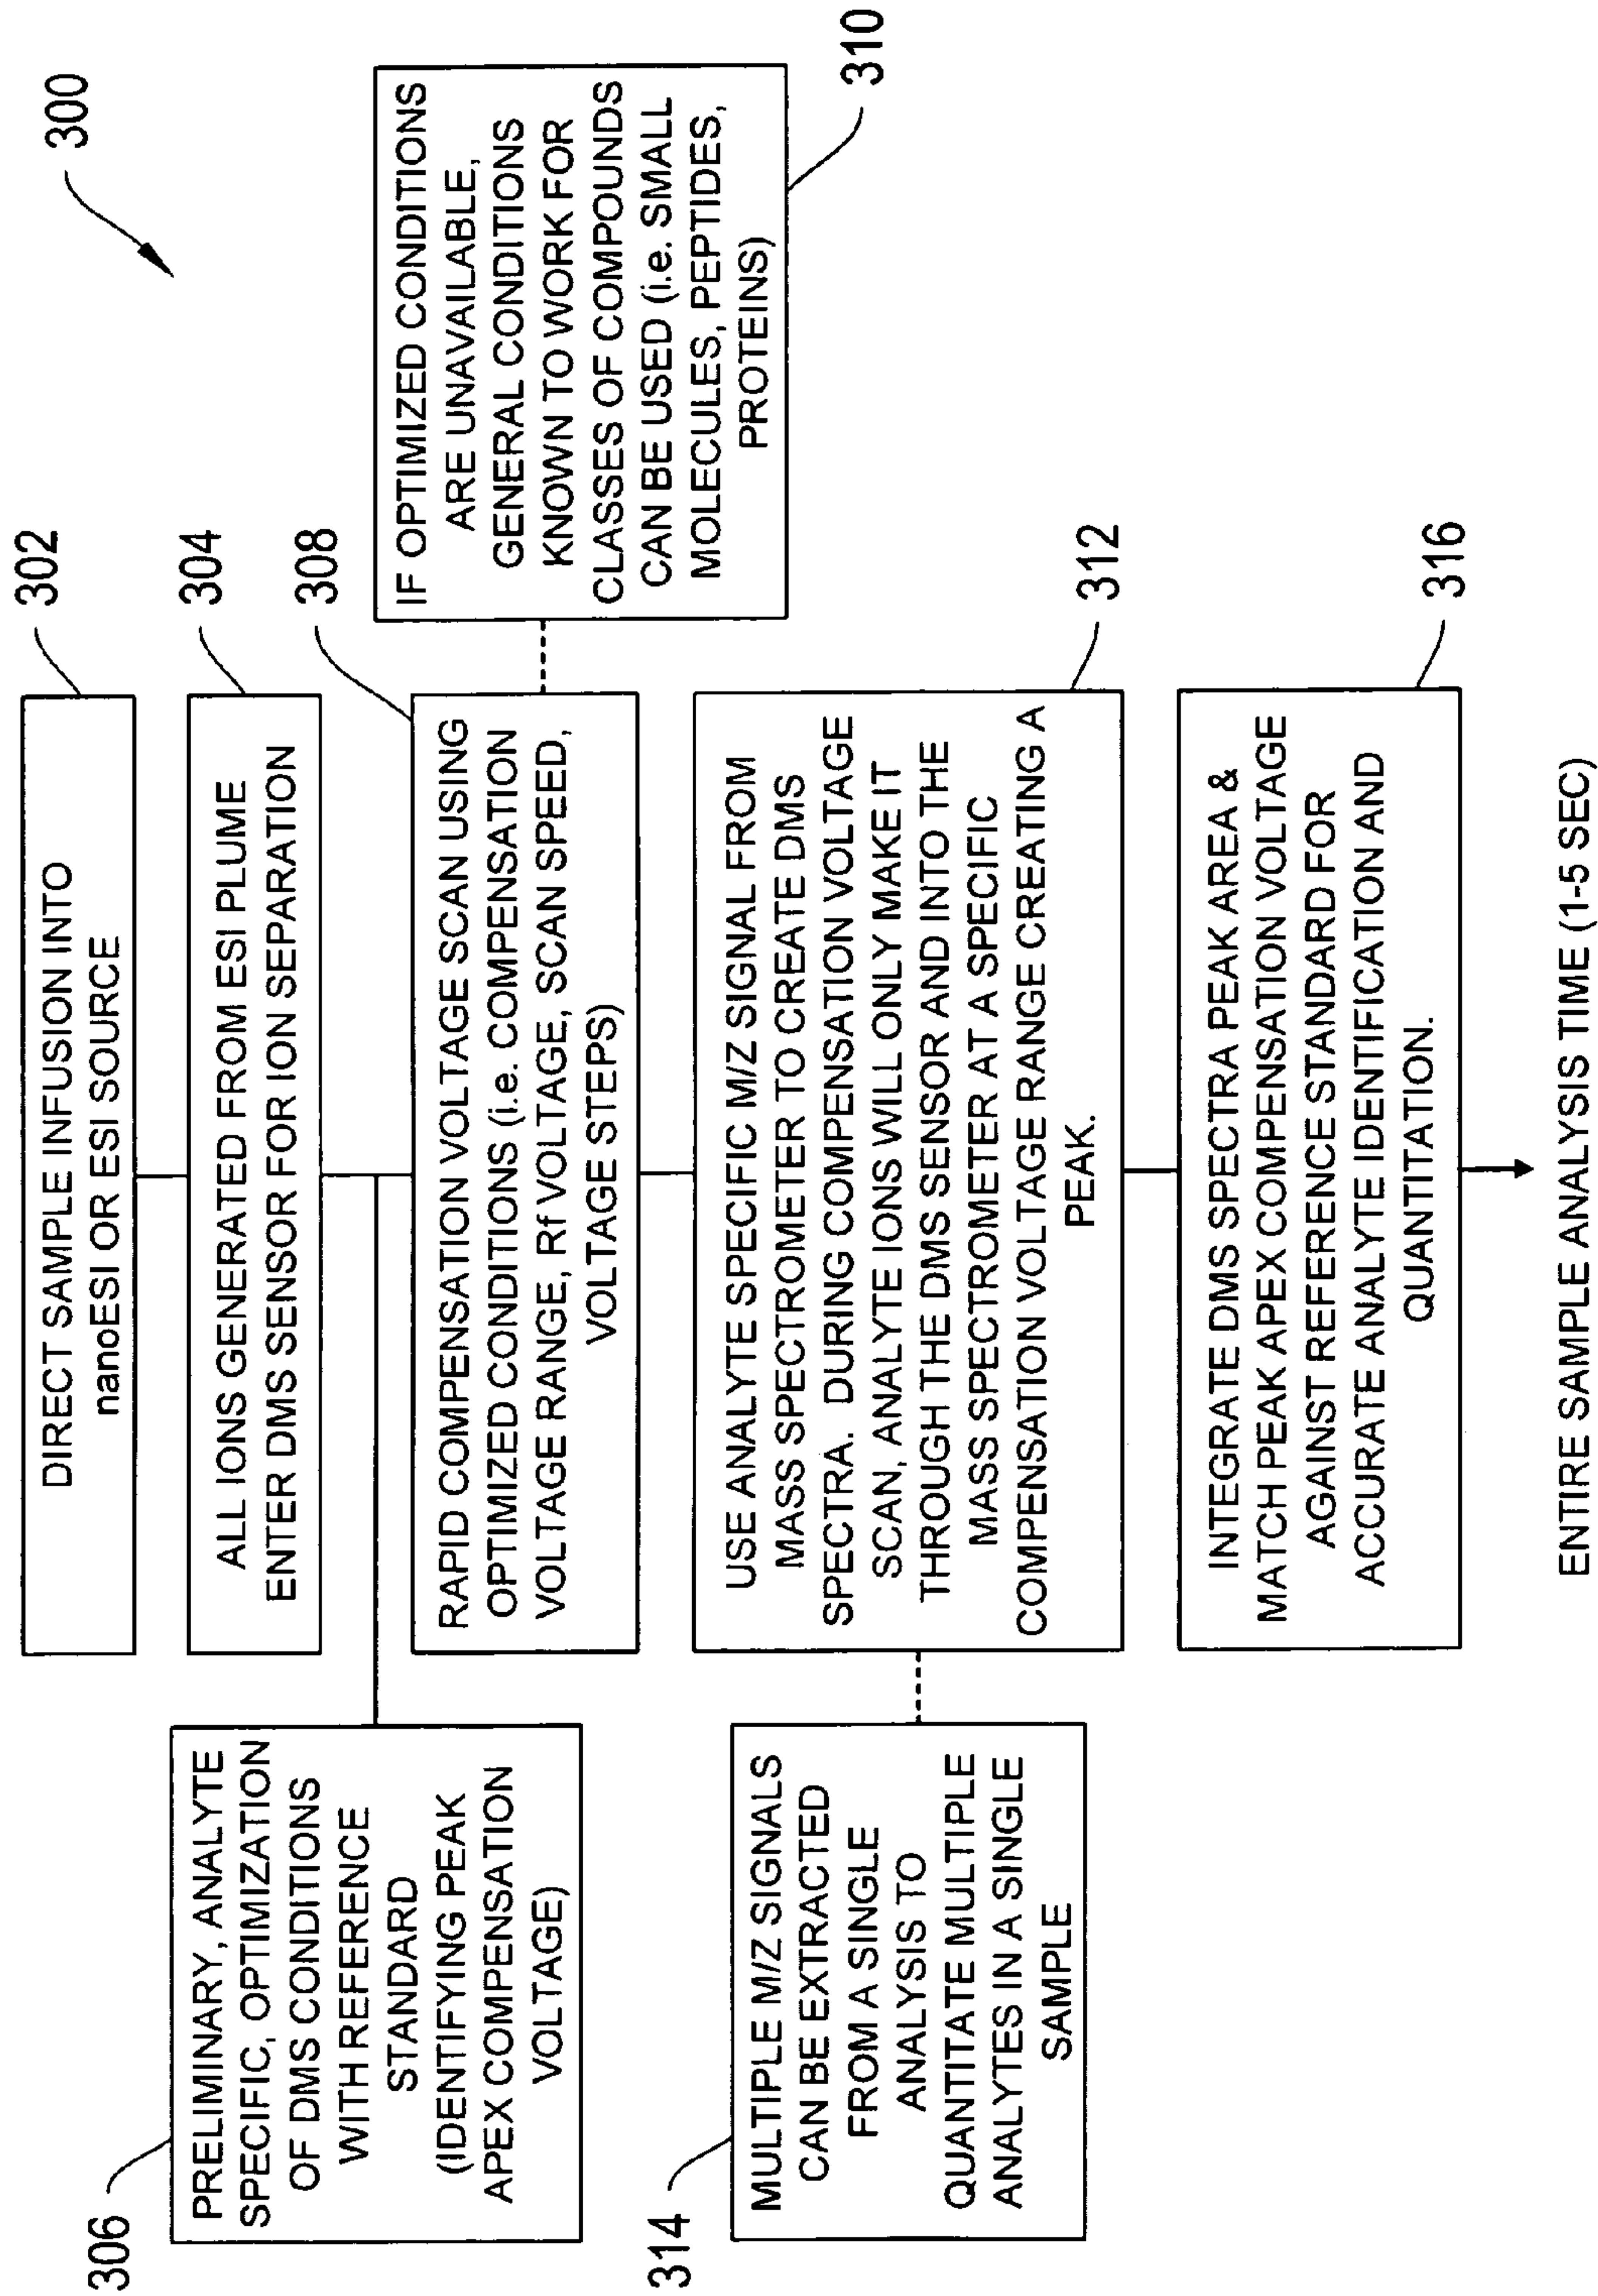 300
302
DIRECT SAMPLE INFUSION INTO
nanoESI OR ESI SOURCE
304
ALL IONS GENERATED FROM ESI PLUME
ENTER DMS SENSOR FOR ION SEPARATION
306
PRELIMINARY, ANALYTE
SPECIFIC, OPTIMIZATION
OF DMS CONDITIONS
WITH REFERENCE
STANDARD
(IDENTIFYING PEAK
APEX COMPENSATION
VOLTAGE)
308
RAPID COMPENSATION VOLTAGE SCAN USING
OPTIMIZED CONDITIONS (i.e. COMPENSATION
VOLTAGE RANGE, Rf VOLTAGE, SCAN SPEED,
VOLTAGE STEPS)
310
IF OPTIMIZED CONDITIONS
ARE UNAVAILABLE,
GENERAL CONDITIONS
KNOWN TO WORK FOR
CLASSES OF COMPOUNDS
CAN BE USED (i.e. SMALL
MOLECULES, PEPTIDES,
PROTEINS)
312
USE ANALYTE SPECIFIC M/Z SIGNAL FROM
MASS SPECTROMETER TO CREATE DMS
SPECTRA. DURING COMPENSATION VOLTAGE
SCAN, ANALYTE IONS WILL ONLY MAKE IT
THROUGH THE DMS SENSOR AND INTO THE
MASS SPECTROMETER AT A SPECIFIC
COMPENSATION VOLTAGE RANGE CREATING A
PEAK.
314
MULTIPLE M/Z SIGNALS
CAN BE EXTRACTED
FROM A SINGLE
ANALYSIS TO
QUANTITATE MULTIPLE
ANALYTES IN A SINGLE
SAMPLE
316
INTEGRATE DMS SPECTRA PEAK AREA &
MATCH PEAK APEX COMPENSATION VOLTAGE
AGAINST REFERENCE STANDARD FOR
ACCURATE ANALYTE IDENTIFICATION AND
QUANTITATION.
ENTIRE SAMPLE ANALYSIS TIME (1-5 SEC)